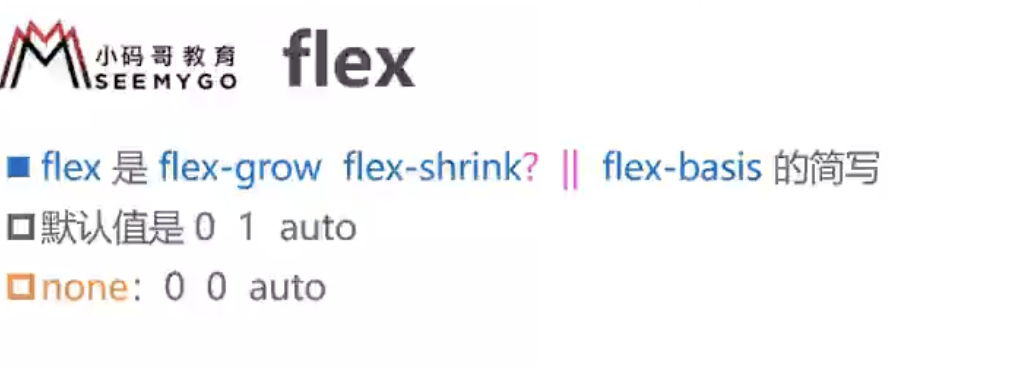 小码哥教育
SEEMYGO
flex
flex 是 flex-grow flex-shrink? || flex-basis 的简写
默认值是 0 1 auto
none：0 0 auto